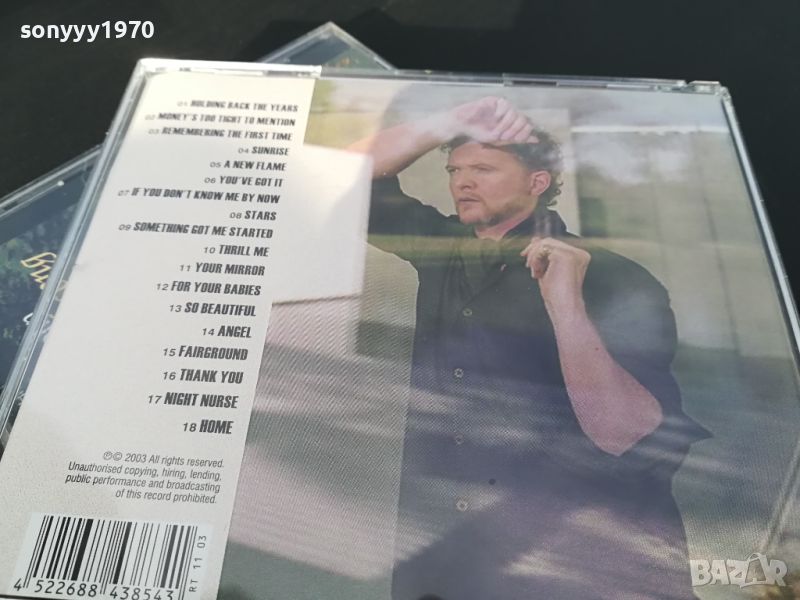 sonyyy1970
01 HOLDING BACK THE YEARS
02 MONEY'S TOO TIGHT TO MENTION
03 REMEMBERING THE FIRST TIME
04 SUNRISE
05 A NEW FLAME
06 YOU'VE GOT IT
07 IF YOU DON'T KNOW ME BY NOW
08 STARS
09 SOMETHING GOT ME STARTED
10 THRILL ME
11 YOUR MIRROR
12 FOR YOUR BABIES
13 SO BEAUTIFUL
14 ANGEL
15 FAIRGROUND
16 THANK YOU
17 NIGHT NURSE
18 HOME
℗© 2003 All rights reserved.
Unauthorised copying, hiring, lending,
public performance and broadcasting
of this record prohibited.
4 522688 438543
RT 11 03
BAZAR